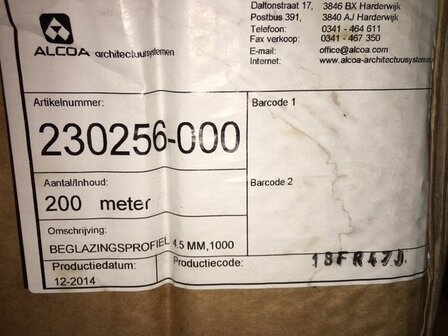 Daltonstraat 17, 3846 BX Harderwijk
Postbus 391, 3840 AJ Harderwijk
Telefoon: 0341 - 464 611
Fax verkoop: 0341 - 467 350
E-mail: office@alcoa.com
Internet: www.alcoa-architectuursystemen
ALCOA architectuursystemen
Artikelnummer:
230256-000
Barcode 1
Aantal/Inhoud:
200 meter
Barcode 2
Omschrijving:
BEGLAZINGSPROFIEL 4.5 MM,1000
Productiedatum:
12-2014
Productiecode: